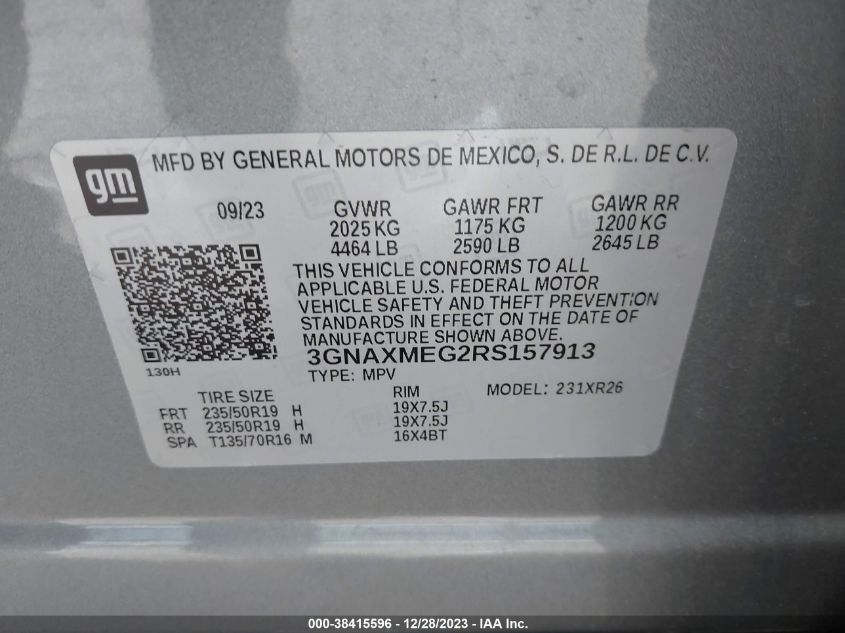 gm
MFD BY GENERAL MOTORS DE MEXICO, S. DE R.L. DE C.V.
09/23 GVWR GAWR FRT GAWR RR
2025 KG 1175 KG 1200 KG
4464 LB 2590 LB 2645 LB
THIS VEHICLE CONFORMS TO ALL
APPLICABLE U.S. FEDERAL MOTOR
VEHICLE SAFETY AND THEFT PREVENTION
STANDARDS IN EFFECT ON THE DATE OF
MANUFACTURE SHOWN ABOVE.
3GNAXMEG2RS157913
130H
TYPE: MPV MODEL: 231XR26
TIRE SIZE RIM
FRT 235/50R19 H 19X7.5J
RR 235/50R19 H 19X7.5J
SPA T135/70R16 M 16X4BT
000-38415596 - 12/28/2023 - IAA Inc.